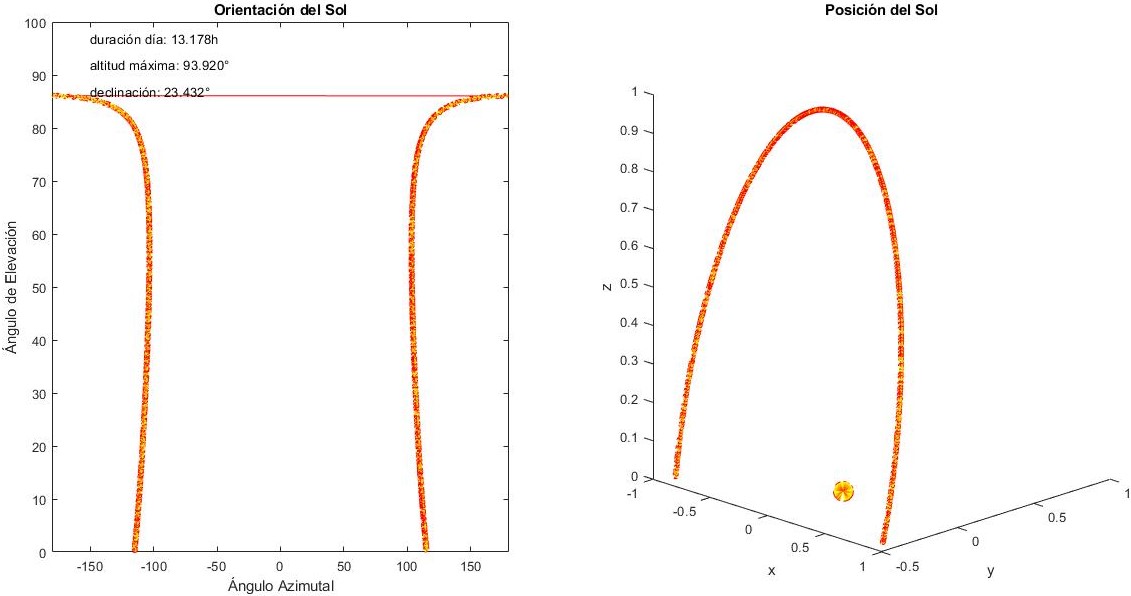 Orientación del Sol
100
90
80
70
60
50
40
30
20
10
0
duración día: 13.178h
altitud máxima: 93.920°
declinación: 23.432°
Ángulo de Elevación
-150 -100 -50 0 50 100 150
Ángulo Azimutal
Posición del Sol
1
0.9
0.8
0.7
0.6
0.5
0.4
0.3
0.2
0.1
0
z
-1
-0.5
0
0.5
1
x
-0.5
0
0.5
1
y